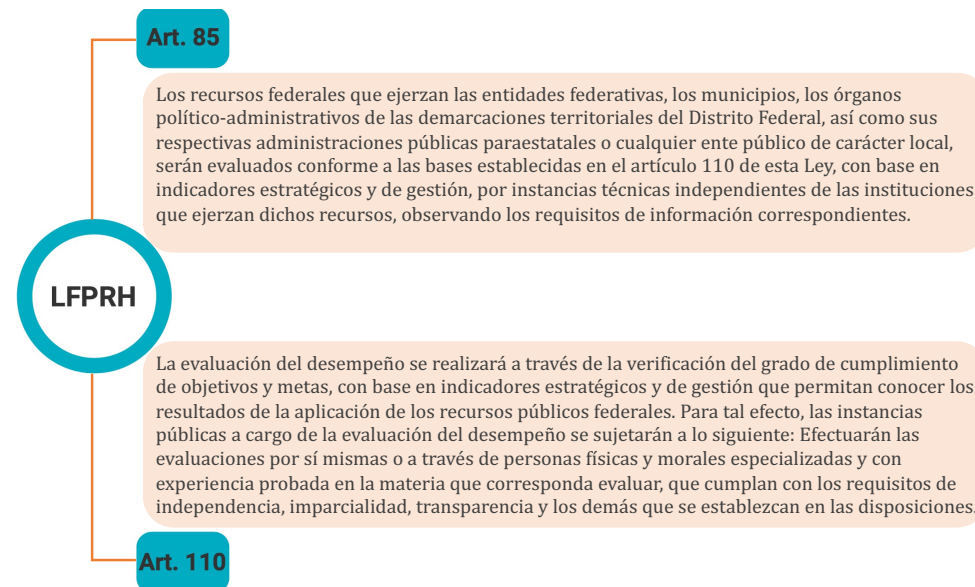 Art. 85
Los recursos federales que ejerzan las entidades federativas, los municipios, los órganos
político-administrativos de las demarcaciones territoriales del Distrito Federal, así como sus
respectivas administraciones públicas paraestatales o cualquier ente público de carácter local,
serán evaluados conforme a las bases establecidas en el artículo 110 de esta Ley, con base en
indicadores estratégicos y de gestión, por instancias técnicas independientes de las instituciones
que ejerzan dichos recursos, observando los requisitos de información correspondientes.
LFPRH
La evaluación del desempeño se realizará a través de la verificación del grado de cumplimiento
de objetivos y metas, con base en indicadores estratégicos y de gestión que permitan conocer los
resultados de la aplicación de los recursos públicos federales. Para tal efecto, las instancias
públicas a cargo de la evaluación del desempeño se sujetarán a lo siguiente: Efectuarán las
evaluaciones por sí mismas o a través de personas físicas y morales especializadas y con
experiencia probada en la materia que corresponda evaluar, que cumplan con los requisitos de
independencia, imparcialidad, transparencia y los demás que se establezcan en las disposiciones.
Art. 110